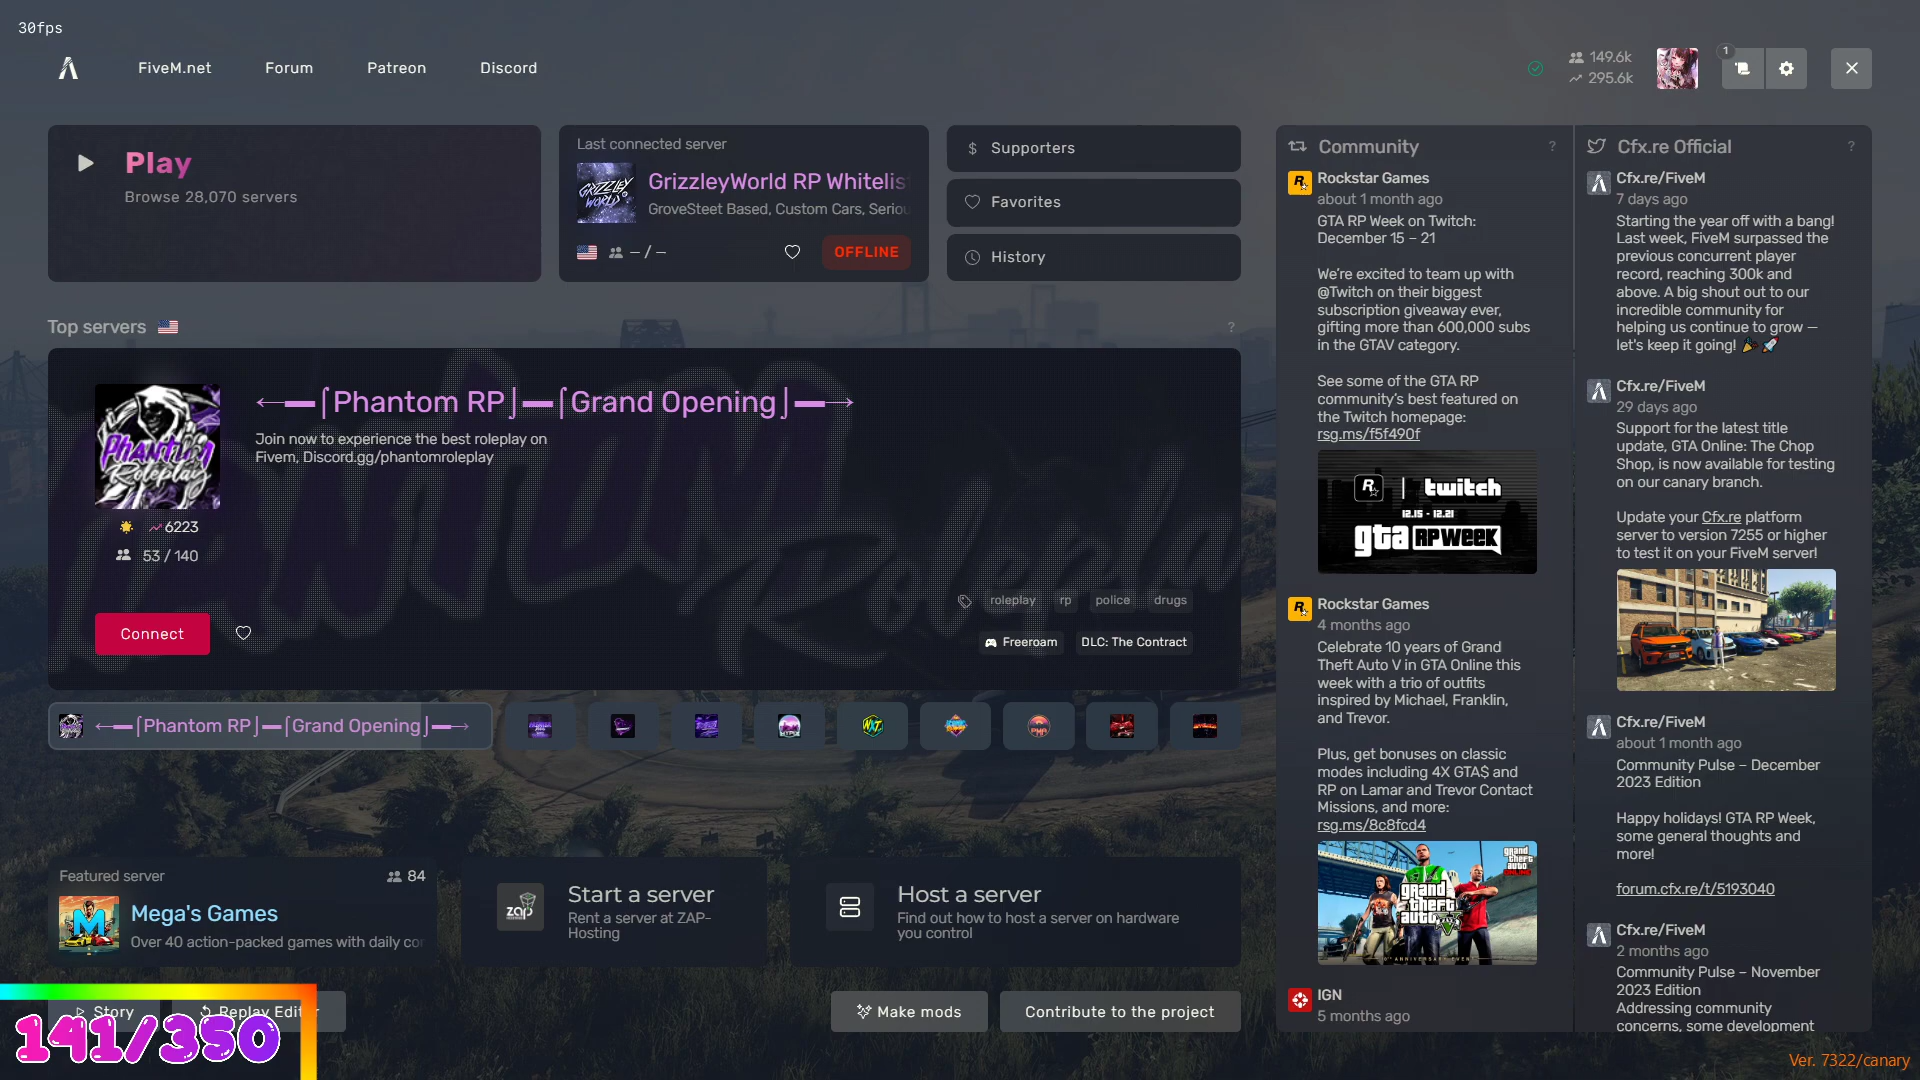 30fps
FiveM.net
Forum
Patreon
Discord
149.6k
295.6k
1
Play
Browse 28,070 servers
Last connected server
GrizzleyWorld RP Whitelis
GroveSteet Based, Custom Cars, Seriou
– / –
OFFLINE
Supporters
Favorites
History
Top servers
?
PHANTOM
Roleplay
←▬⌠Phantom RP⌡▬⌠Grand Opening⌡▬→
Join now to experience the best roleplay on
Fivem, Discord.gg/phantomroleplay
6223
53 / 140
Connect
roleplay
rp
police
drugs
Freeroam
DLC: The Contract
←▬⌠Phantom RP⌡▬⌠Grand Opening⌡▬→
Featured server
84
Mega's Games
Over 40 action-packed games with daily cor
zap
Start a server
Rent a server at ZAP-
Hosting
Host a server
Find out how to host a server on hardware
you control
Story
Replay Edit
141/350
Make mods
Contribute to the project
Community
?
Rockstar Games
about 1 month ago
GTA RP Week on Twitch:
December 15 – 21
We're excited to team up with
@Twitch on their biggest
subscription giveaway ever,
gifting more than 600,000 subs
in the GTAV category.
See some of the GTA RP
community's best featured on
the Twitch homepage:
rsg.ms/f5f490f
R | twitch
12.15 - 12.21
gta RP WEEK
Rockstar Games
4 months ago
Celebrate 10 years of Grand
Theft Auto V in GTA Online this
week with a trio of outfits
inspired by Michael, Franklin,
and Trevor.
Plus, get bonuses on classic
modes including 4X GTA$ and
RP on Lamar and Trevor Contact
Missions, and more:
rsg.ms/8c8fcd4
grand
theft
auto
ONLINE
grand
theft
auto
V
IGN
5 months ago
Cfx.re Official
?
Cfx.re/FiveM
7 days ago
Starting the year off with a bang!
Last week, FiveM surpassed the
previous concurrent player
record, reaching 300k and
above. A big shout out to our
incredible community for
helping us continue to grow —
let's keep it going! 🎉 🚀
Cfx.re/FiveM
29 days ago
Support for the latest title
update, GTA Online: The Chop
Shop, is now available for testing
on our canary branch.
Update your Cfx.re platform
server to version 7255 or higher
to test it on your FiveM server!
Cfx.re/FiveM
about 1 month ago
Community Pulse – December
2023 Edition
Happy holidays! GTA RP Week,
some general thoughts and
more!
forum.cfx.re/t/5193040
Cfx.re/FiveM
2 months ago
Community Pulse – November
2023 Edition
Addressing community
concerns, some development
Ver. 7322/canary